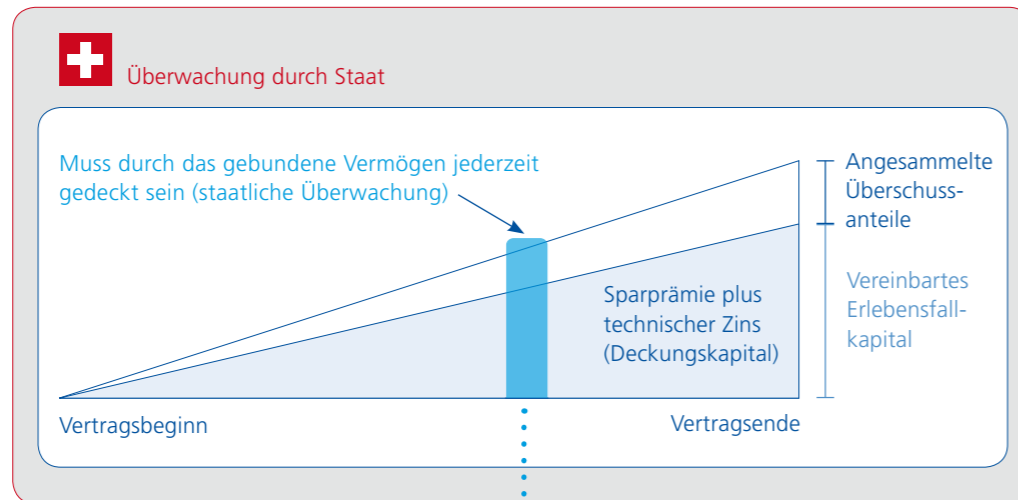 Überwachung durch Staat
Muss durch das gebundene Vermögen jederzeit
gedeckt sein (staatliche Überwachung)
Angesammelte
Überschuss-
anteile
Sparprämie plus
technischer Zins
(Deckungskapital)
Vereinbartes
Erlebensfall-
kapital
Vertragsbeginn
Vertragsende